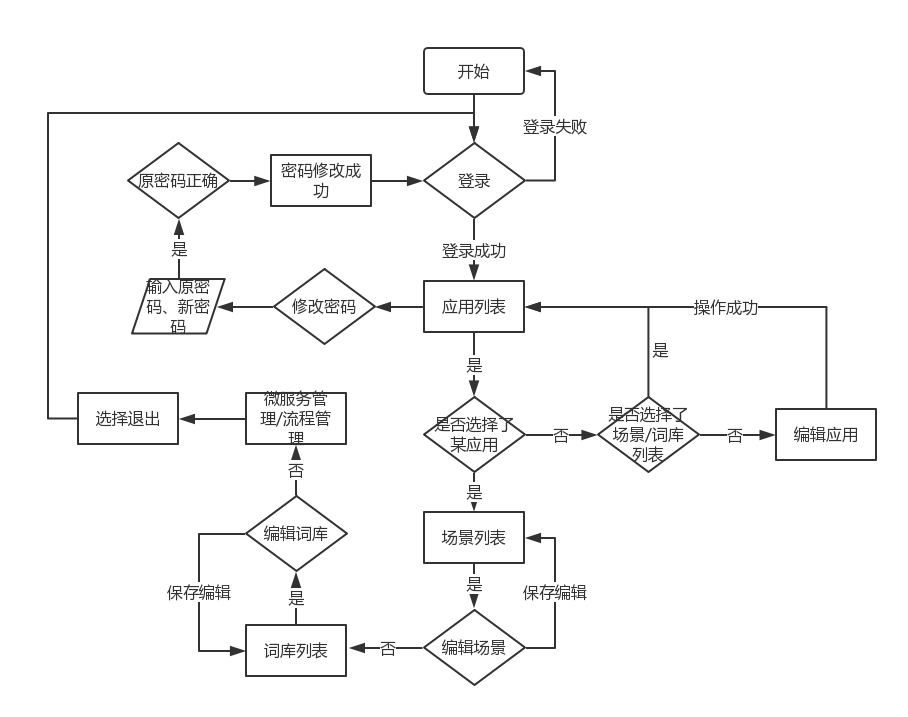 开始
登录失败
原密码正确
密码修改成
功
登录
是
登录成功
输入原密
码、新密
码
修改密码
应用列表
操作成功
是
是
选择退出
微服务管
理/流程管
理
是否选择了
某应用
否
是否选择了
场景/词库
列表
否
编辑应用
否
是
编辑词库
场景列表
保存编辑
是
是
保存编辑
词库列表
否
编辑场景